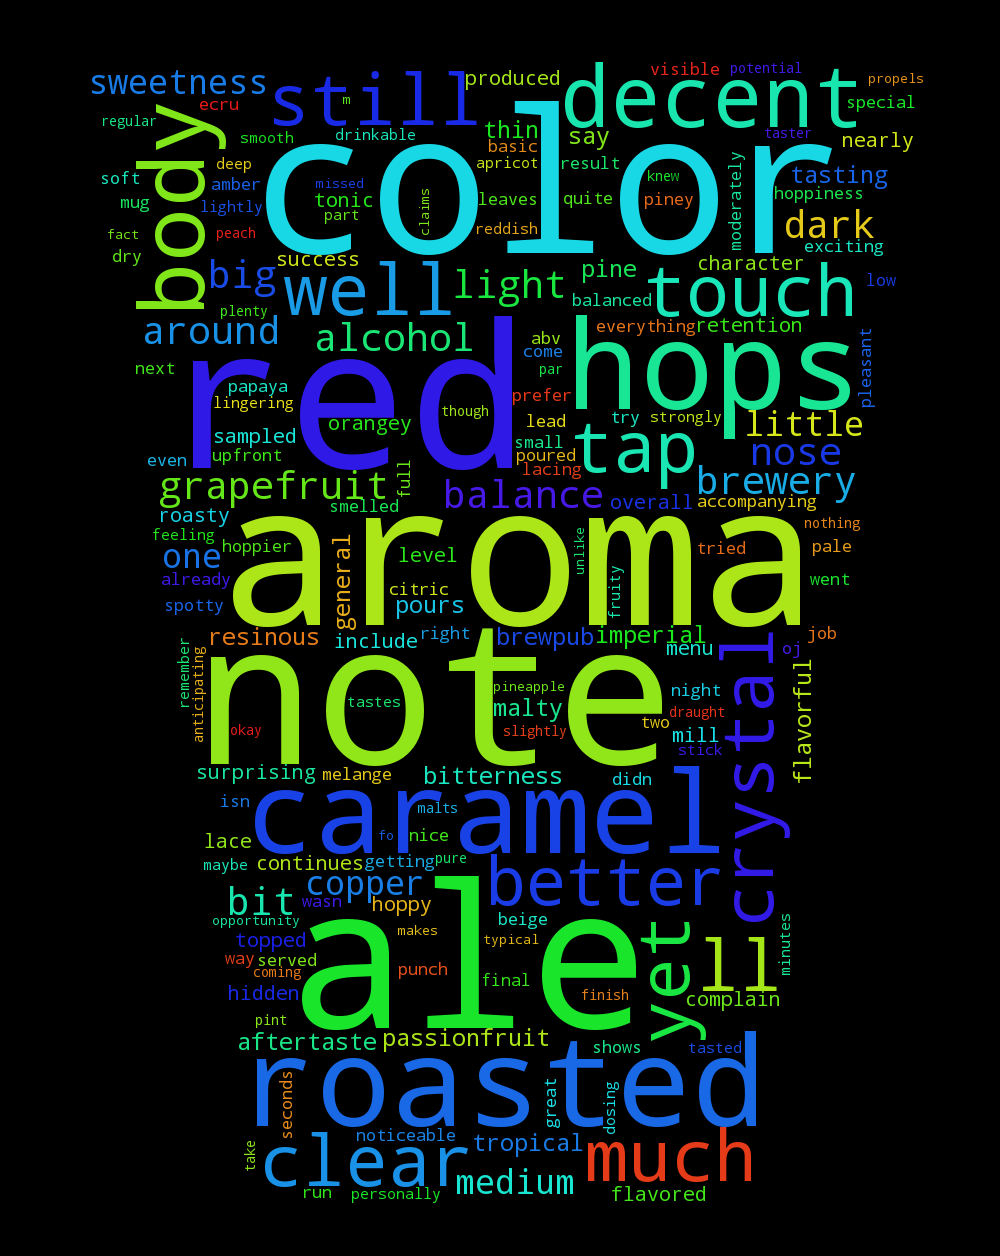 sweetness
still
produced
decent
visible
potential
propels
ecru
m
special
regular
body
smooth
drinkable
thin
basic
say
taster
nearly
color
deep
apricot
result
moderately
soft
amber
missed
claims
knew
tasting
mug
lightly
tonic
part
leaves
quite
piney
hoppiness
fact
peach
reddish
dark
dry
success
exciting
big
well
light
pine
character
balanced
touch
low
plenty
around
alcohol
abv
everything
retention
come
hops
pleasant
next
red
par
papaya
prefer
lingering
though
orangey
lead
try
strongly
little
sampled
small
tap
upfront
poured
nose
even
full
lacing
brewery
grapefruit
smelled
balance
overall
accompanying
roasty
aroma
nothing
feeling
hoppier
general
level
unlike
tried
pale
one
already
citric
fruity
went
spotty
pours
resinous
include
right
brewpub
imperial
job
remember
anticipating
note
menu
oj
crystal
pineapple
night
flavorful
tastes
malty
draught
okay
slightly
two
mill
stick
surprising
melange
bitterness
didn
isn
caramel
malts
lace
fo
nice
maybe
continues
getting
pure
copper
better
bit
wasn
hoppy
beige
opportunity
ale
makes
typical
yet
ll
minutes
topped
way
served
coming
punch
final
hidden
finish
complain
pint
aftertaste
passionfruit
shows
tasted
roasted
seconds
great
dosing
noticeable
tropical
much
take
clear
medium
run
personally
flavored